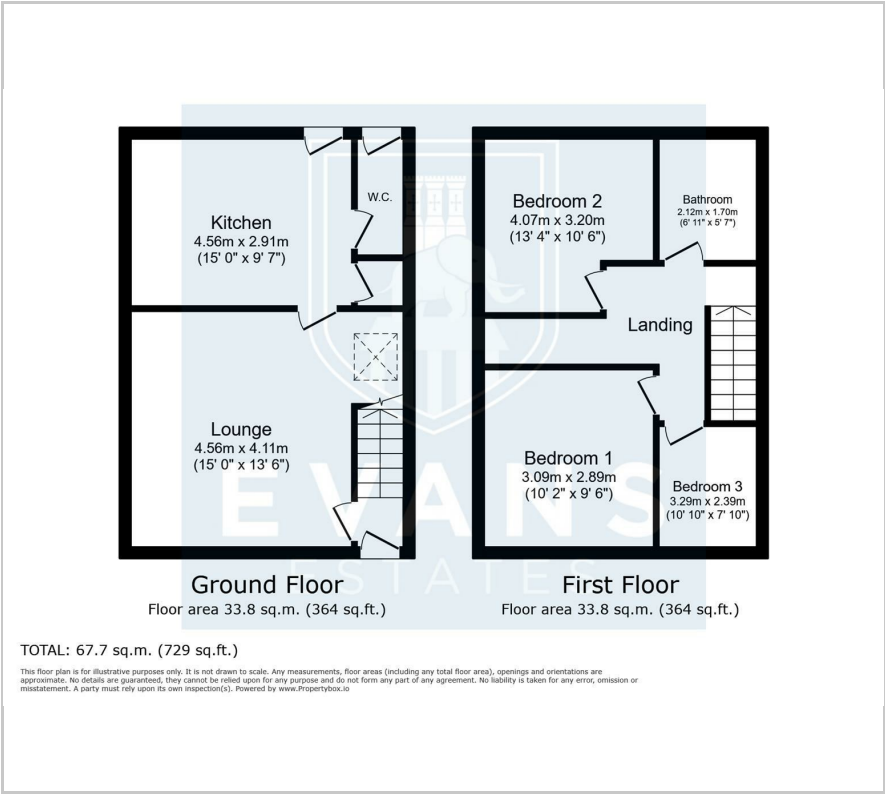 Kitchen
4.56m x 2.91m
(15' 0" x 9' 7")
W.C.
Lounge
4.56m x 4.11m
(15' 0" x 13' 6")
Bedroom 2
4.07m x 3.20m
(13' 4" x 10' 6")
Bathroom
2.12m x 1.70m
(6' 11" x 5' 7")
Landing
Bedroom 1
3.09m x 2.89m
(10' 2" x 9' 6")
Bedroom 3
3.29m x 2.39m
(10' 10" x 7' 10")
EVANS
ESTATES
Ground Floor
Floor area 33.8 sq.m. (364 sq.ft.)
First Floor
Floor area 33.8 sq.m. (364 sq.ft.)
TOTAL: 67.7 sq.m. (729 sq.ft.)
This floor plan is for illustrative purposes only. It is not drawn to scale. Any measurements, floor areas (including any total floor area), openings and orientations are
approximate. No details are guaranteed, they cannot be relied upon for any purpose and do not form any part of any agreement. No liability is taken for any error, omission or
misstatement. A party must rely upon its own inspection(s). Powered by www.Propertybox.io